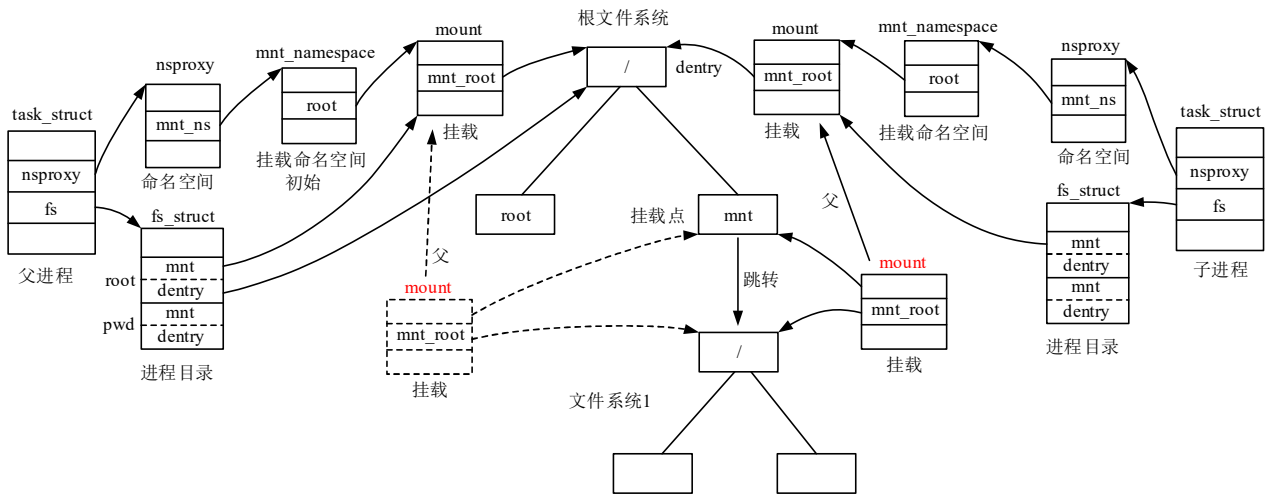 根文件系统
mount
mount
mnt_namespace
mnt_namespace
nsproxy
nsproxy
task_struct
task_struct
mnt_root
/
dentry
mnt_root
root
root
mnt_ns
mnt_ns
挂载
挂载
挂载命名空间
初始
挂载命名空间
命名空间
命名空间
nsproxy
fs
nsproxy
fs
fs_struct
fs_struct
root
挂载点
mnt
父
父
父进程
子进程
root
mnt
dentry
pwd
mnt
dentry
mnt
dentry
mnt
dentry
跳转
mount
mount
mnt_root
mnt_root
/
挂载
挂载
进程目录
进程目录
文件系统1